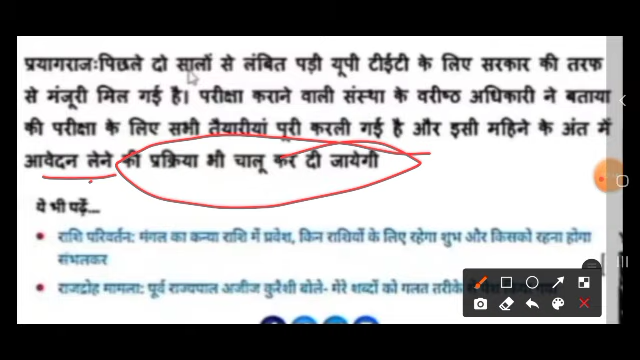 प्रयागराजःपिछले दो सालों से लंबित पड़ी यूपी टीईटी के लिए सरकार की तरफ
से मंजूरी मिल गई है। परीक्षा कराने वाली संस्था के वरीष्ठ अधिकारी ने बताया
की परीक्षा के लिए सभी तैयारीयां पूरी करली गई है और इसी महिने के अंत में
आवेदन लेने की प्रक्रिया भी चालू कर दी जायेगी
ये भी पढ़ें...
राशि परिवर्तन: मंगल का कन्या राशि में प्रवेश, किन राशियों के लिए रहेगा शुभ और किसको रहना होगा
संभलकर
राजद्रोह मामला: पूर्व राज्यपाल अजीज कुरैशी बोले- मेरे शब्दों को गलत तरीके